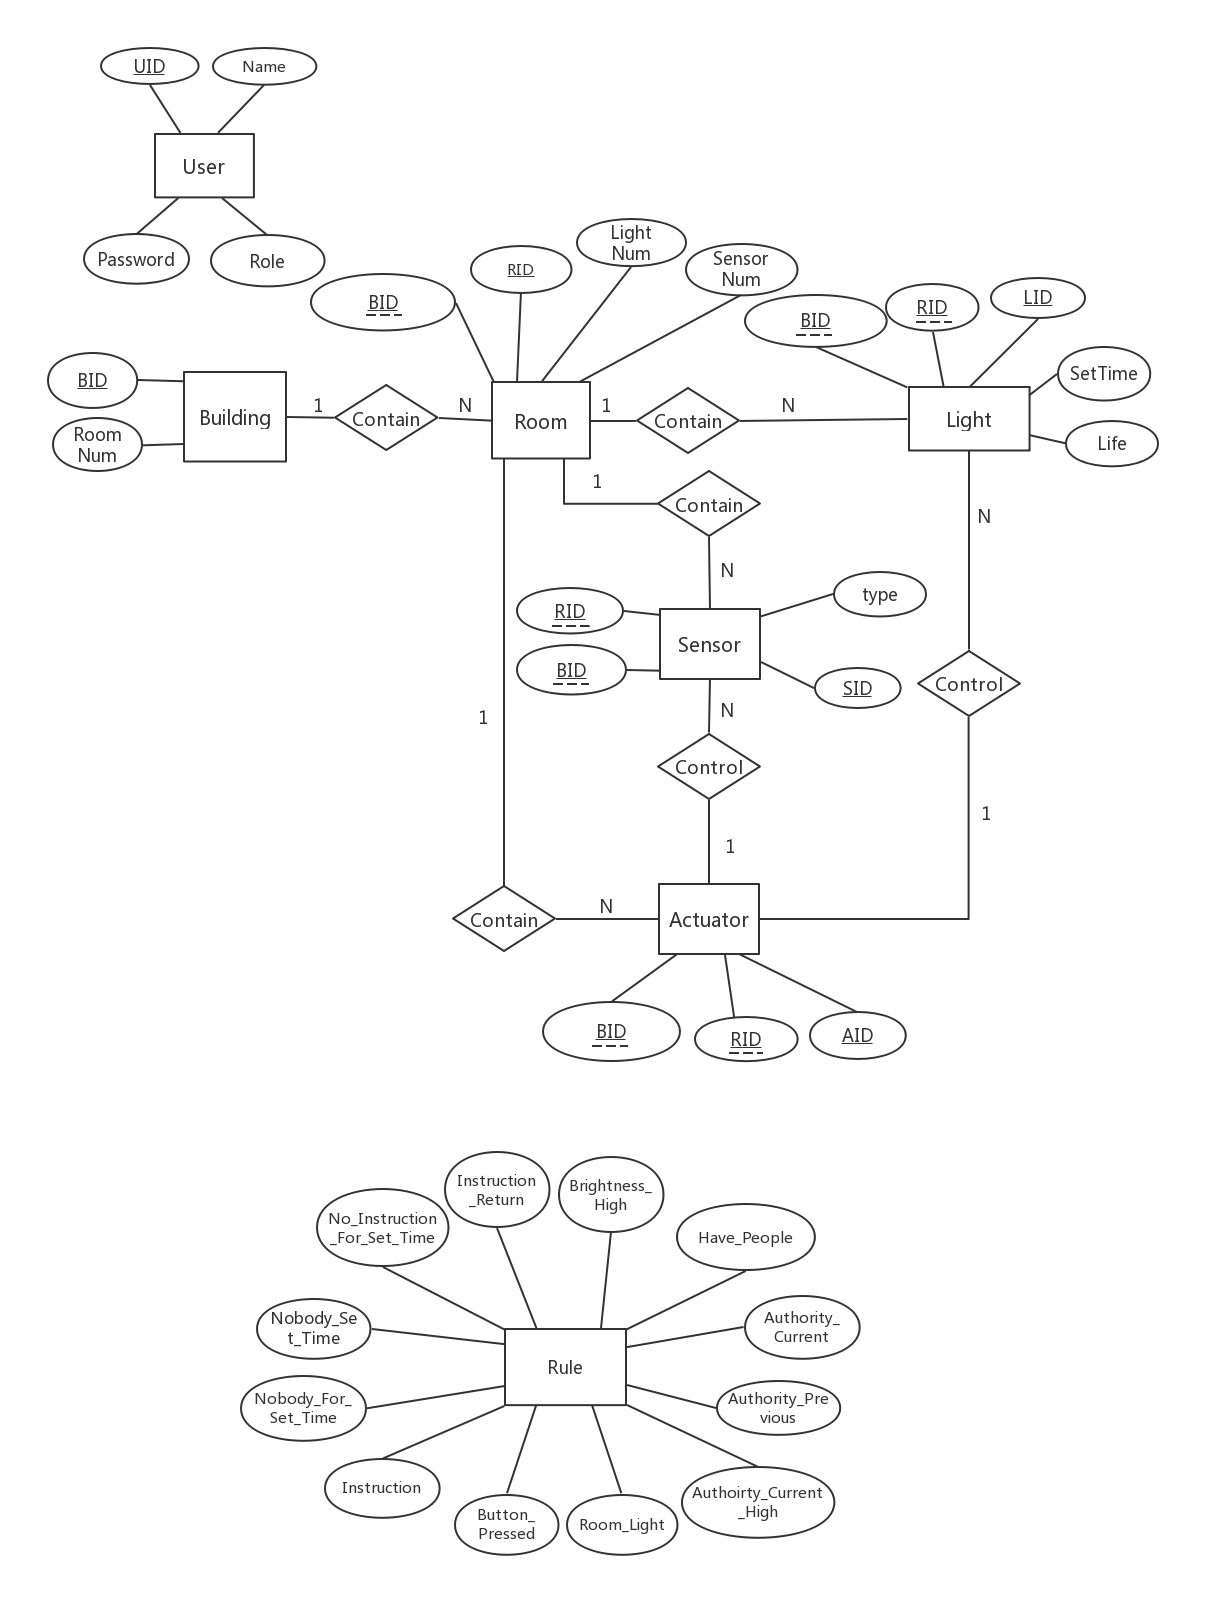 UID
Name
User
Password
Role
Light
Num
Sensor
Num
RID
BID
BID
RID
LID
SetTime
Life
BID
Room
Num
Building
1
Contain
N
Room
1
Contain
N
Light
1
Contain
N
N
RID
BID
Sensor
type
SID
N
Control
Control
1
1
1
Contain
N
Actuator
BID
RID
AID
Instruction
_Return
Brightness_
High
No_Instruction
_For_Set_Time
Have_People
Nobody_Se
t_Time
Authority_
Current
Rule
Nobody_For_
Set_Time
Authority_Pre
vious
Instruction
Button_
Pressed
Room_Light
Authoirty_Current
_High